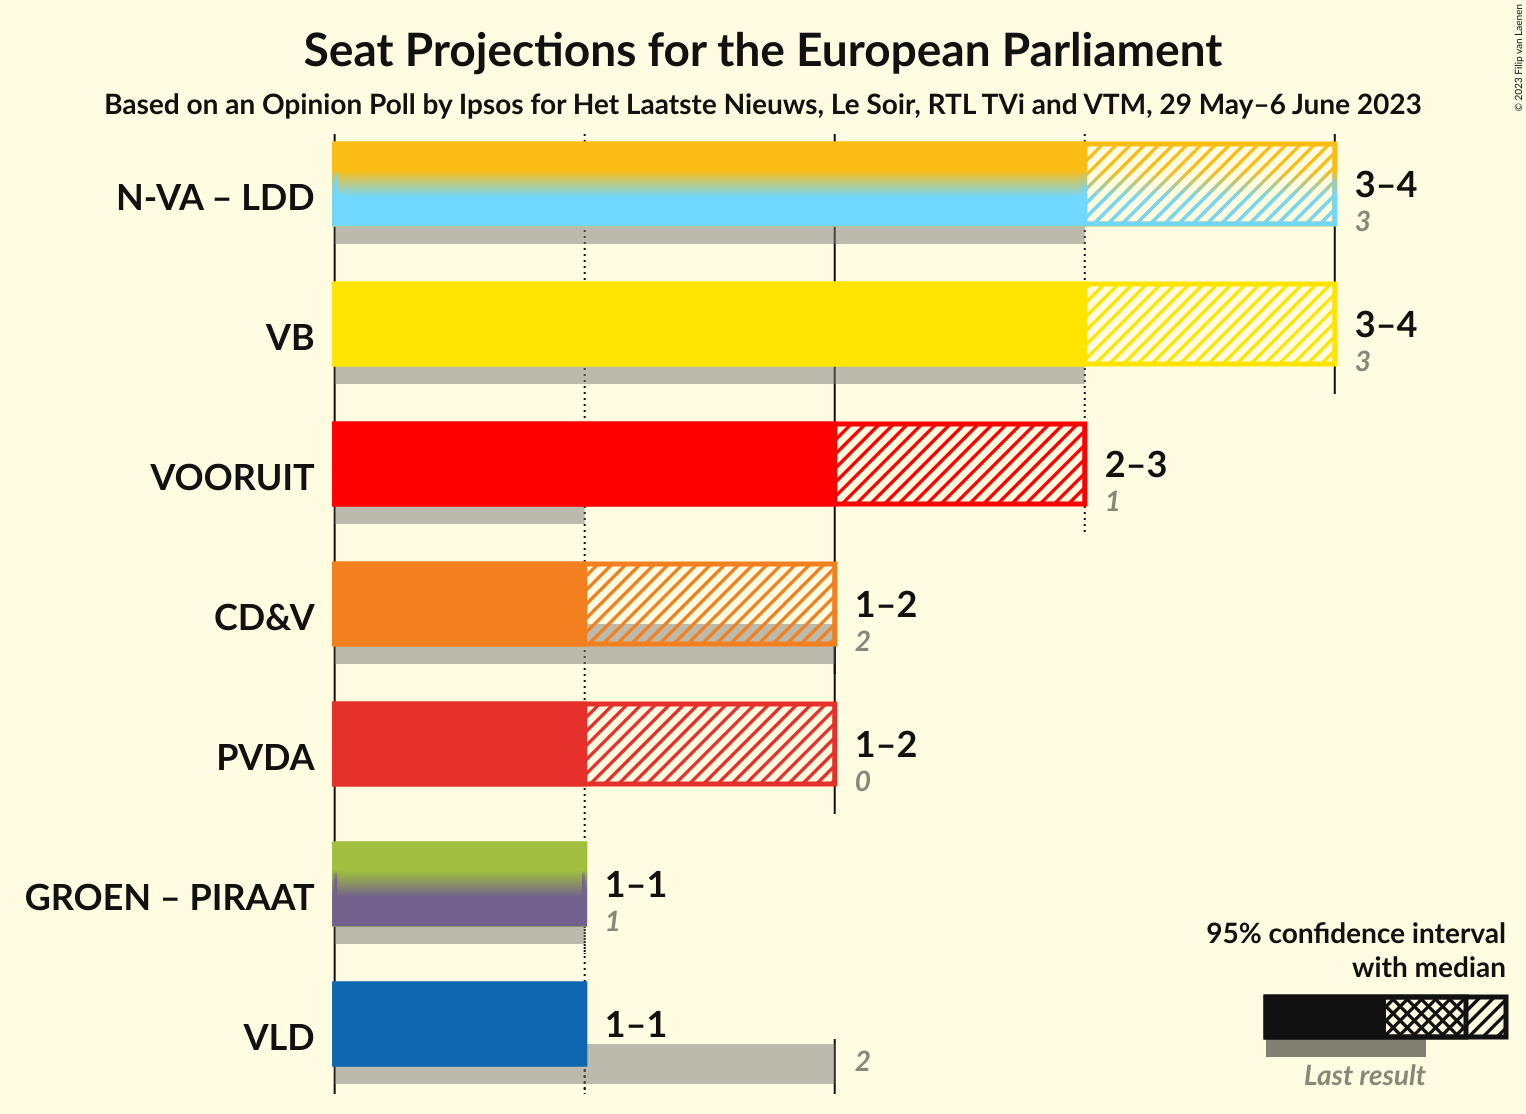 Seat Projections for the European Parliament
Based on an Opinion Poll by Ipsos for Het Laatste Nieuws, Le Soir, RTL TVi and VTM, 29 May–6 June 2023
© 2023 Filip van Laenen
N-VA – LDD
3–4
3
VB
3–4
3
VOORUIT
2–3
1
CD&V
1–2
2
PVDA
1–2
0
GROEN – PIRAAT
1–1
1
VLD
1–1
2
95% confidence interval
with median
Last result